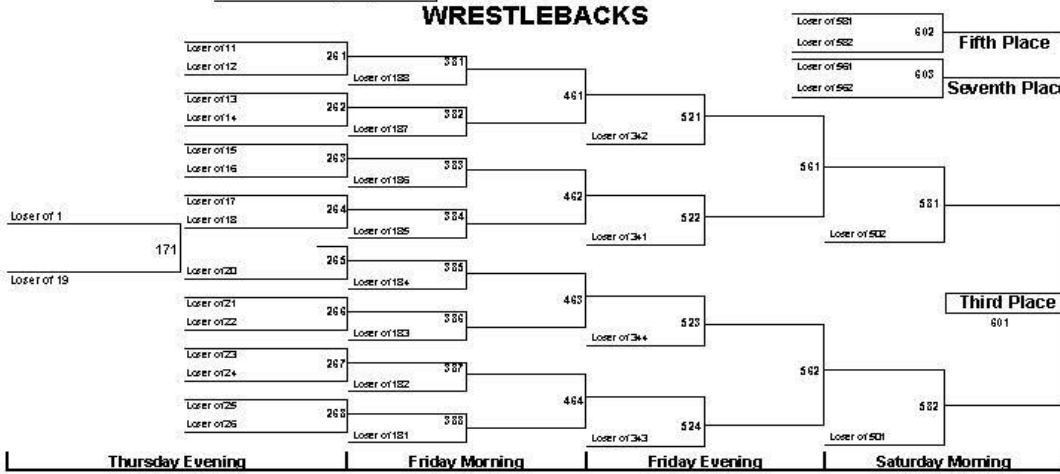 WRESTLEBACKS
Loser of 581
602
Loser of 582
Fifth Place
Loser of 561
603
Loser of 562
Seventh Place
Loser of 1
171
Loser of 19
Loser of 11
Loser of 12
261
Loser of 13
Loser of 14
262
Loser of 15
Loser of 16
263
Loser of 17
Loser of 18
264
265
Loser of 20
Loser of 21
Loser of 22
266
Loser of 23
Loser of 24
267
Loser of 25
Loser of 26
268
381
Loser of 188
382
Loser of 187
383
Loser of 186
384
Loser of 185
385
Loser of 184
386
Loser of 183
387
Loser of 182
388
Loser of 181
461
462
463
464
521
Loser of 342
522
Loser of 341
523
Loser of 344
524
Loser of 343
561
562
581
Loser of 502
582
Loser of 501
Third Place
601
Thursday Evening
Friday Morning
Friday Evening
Saturday Morning